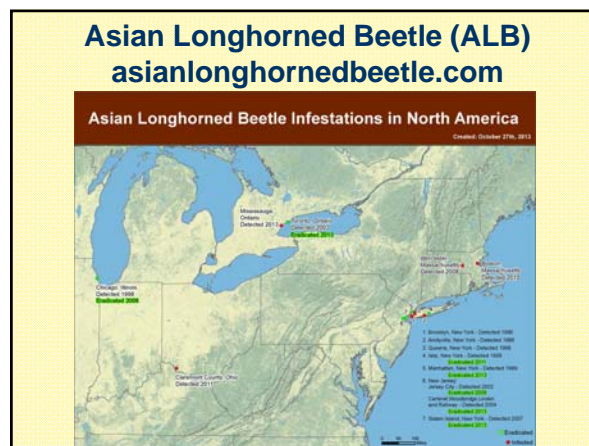 Asian Longhorned Beetle (ALB)
asianlonghornedbeetle.com
Asian Longhorned Beetle Infestations in North America
Created: October 27th, 2013
Mississauga
Ontario
Detected 2013
Toronto, Ontario
Detected 2003
Eradicated 2013
Worcester
Massachusetts
Detected 2008
Boston
Massachusetts
Detected 2010
Chicago, Illinois
Detected 1998
Eradicated 2008
Claremont County, Ohio
Detected 2011
1. Brooklyn, New York - Detected 1996
2. Amityville, New York - Detected 1996
3. Queens, New York - Detected 1998
4. Islip, New York - Detected 1999
Eradicated 2011
5. Manhattan, New York - Detected 1999
Eradicated 2013
6. New Jersey
Jersey City - Detected 2002
Eradicated 2008
Carteret, Woodbridge, Linden
and Rahway - Detected 2004
Eradicated 2013
7. Staten Island, New York - Detected 2007
Eradicated 2013
Eradicated
Infested